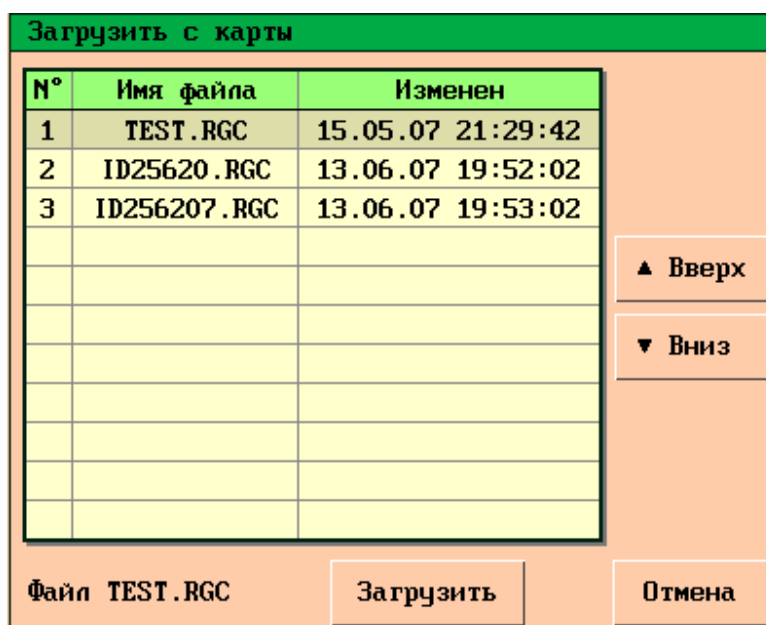 Загрузить с карты
N° Имя файла Изменен
1 TEST.RGC 15.05.07 21:29:42
2 ID25620.RGC 13.06.07 19:52:02
3 ID256207.RGC 13.06.07 19:53:02
▲ Вверх
▼ Вниз
Файл TEST.RGC Загрузить Отмена